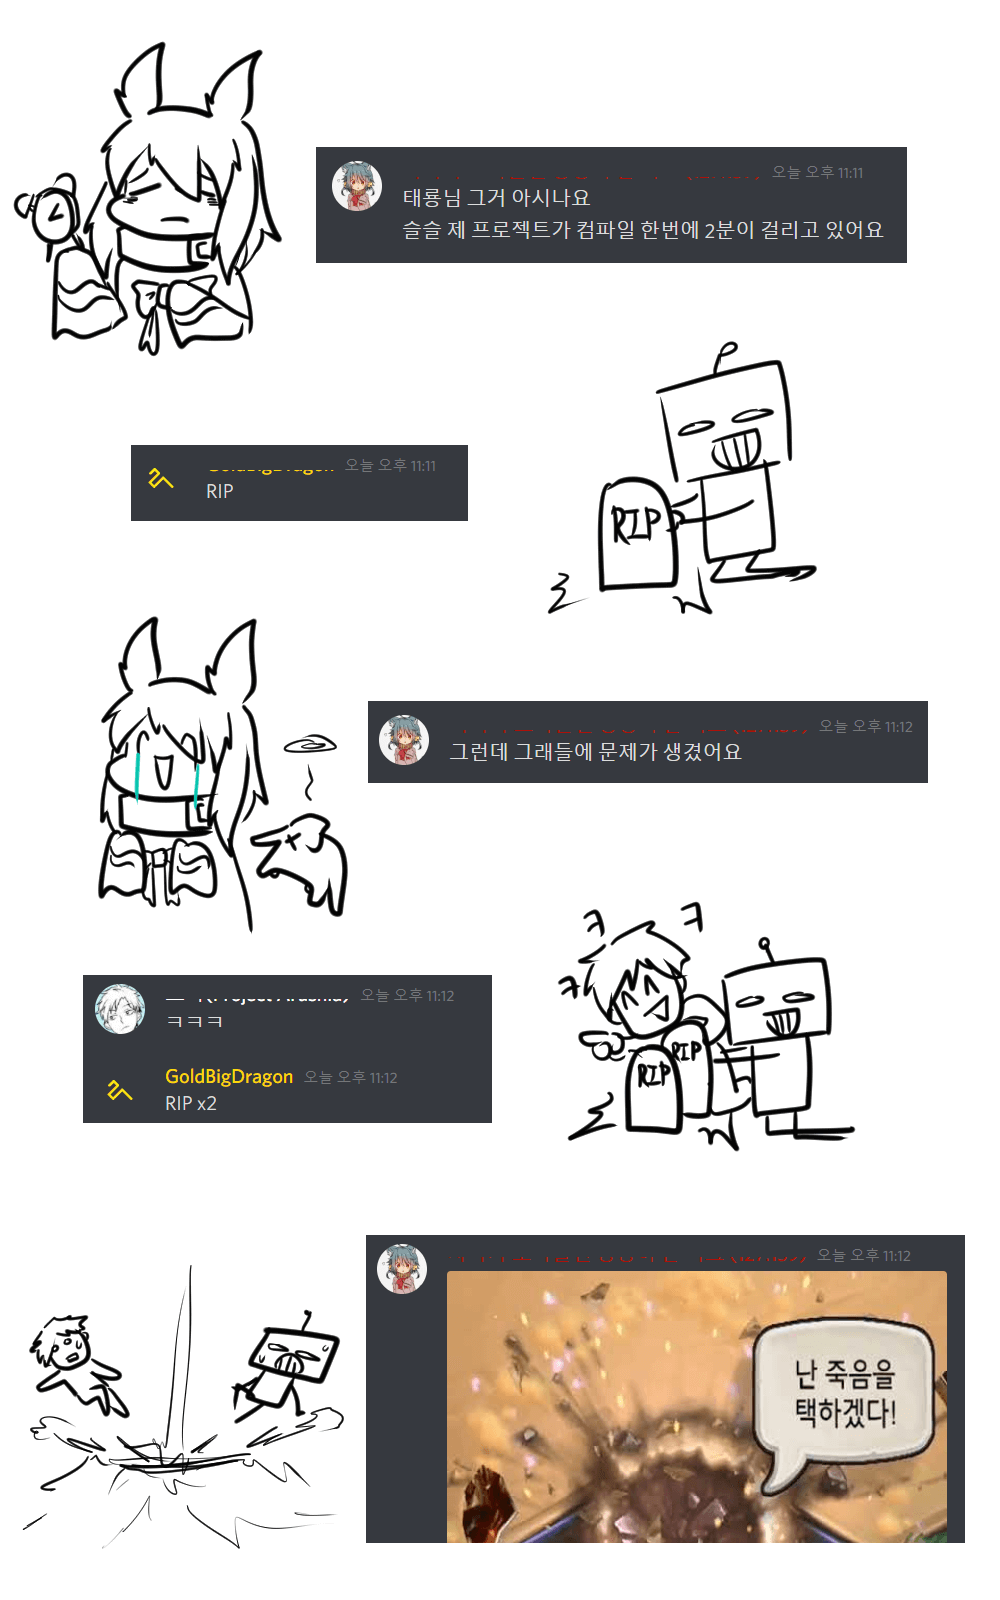 오늘 오후 11:11
태룡님 그거 아시나요
슬슬 제 프로젝트가 컴파일 한번에 2분이 걸리고 있어요
GoldBigDragon 오늘 오후 11:11
RIP
RIP
오늘 오후 11:12
그런데 그래들에 문제가 생겼어요
ㅋ
ㅋ
ㅋ
(Project Arashia) 오늘 오후 11:12
ㅋㅋㅋ
GoldBigDragon 오늘 오후 11:12
RIP x2
RIP
RIP
오늘 오후 11:12
난 죽음을
택하겠다!